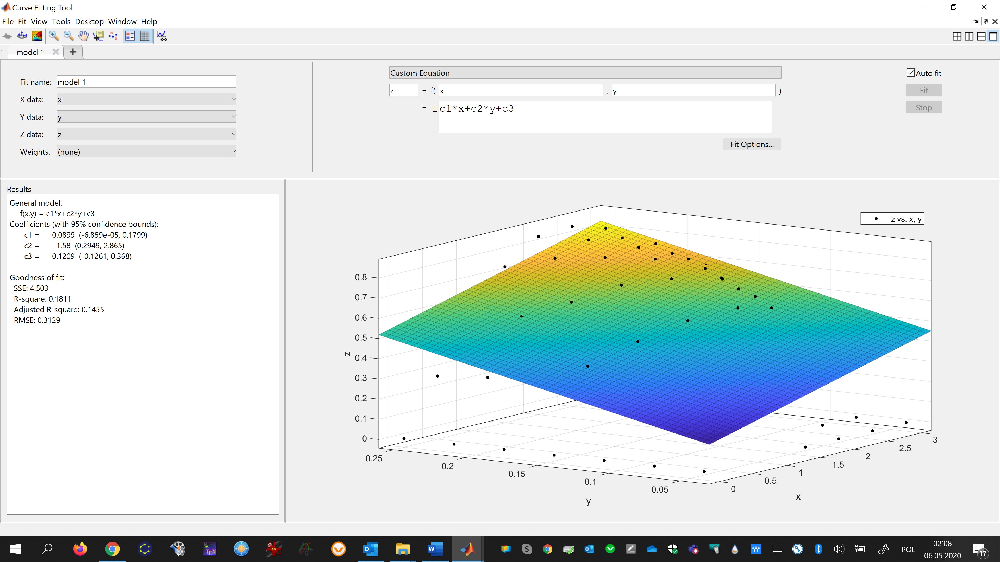 Curve Fitting Tool
File Fit View Tools Desktop Window Help
model 1
Fit name: model 1
X data: x
Y data: y
Z data: z
Weights: (none)
Custom Equation
z = f( x , y )
= 1 c1*x+c2*y+c3
Fit Options...
Auto fit
Fit
Stop
Results
General model:
f(x,y) = c1*x+c2*y+c3
Coefficients (with 95% confidence bounds):
c1 = 0.0899 (-6.859e-05, 0.1799)
c2 = 1.58 (0.2949, 2.865)
c3 = 0.1209 (-0.1261, 0.368)
Goodness of fit:
SSE: 4.503
R-square: 0.1811
Adjusted R-square: 0.1455
RMSE: 0.3129
z vs. x, y
0.8
0.7
0.6
0.5
0.4
0.3
0.2
0.1
0
z
0.25
0.2
0.15
0.1
0.05
y
0
0.5
1
1.5
2
2.5
3
x
TEX
64
POL
02:08
06.05.2020
17